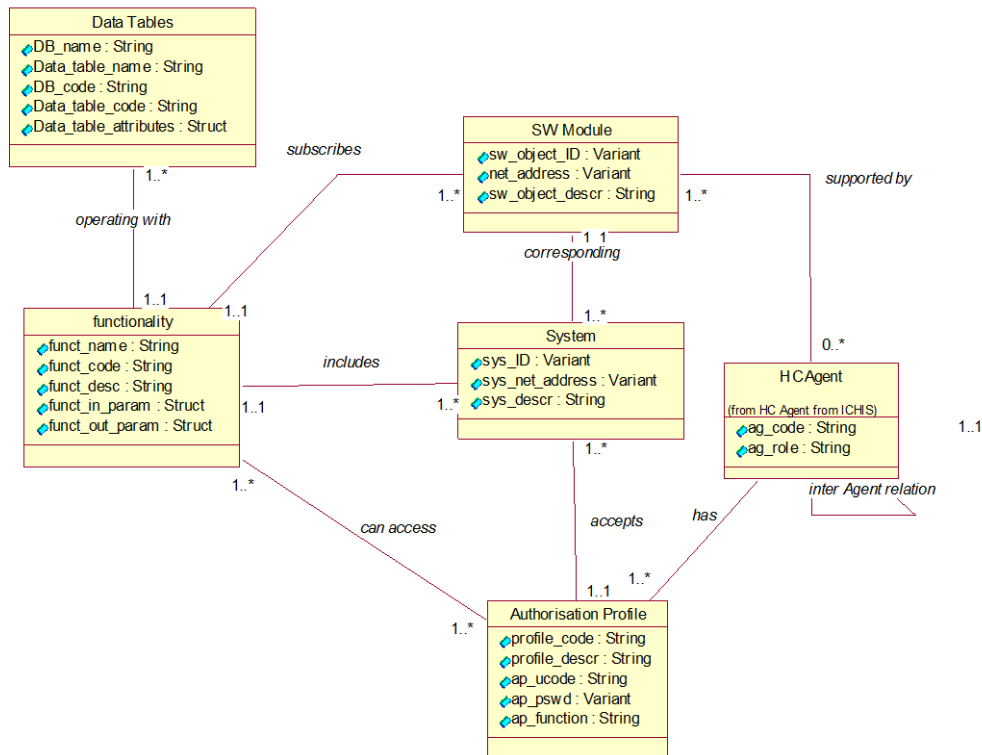 Data Tables
DB_name : String
Data_table_name : String
DB_code : String
Data_table_code : String
Data_table_attributes : Struct
1..*
operating with
1..1
subscribes
1..*
1..1
SW Module
sw_object_ID : Variant
net_address : Variant
sw_object_descr : String
1..*
supported by
0..*
1 1
corresponding
1..*
functionality
funct_name : String
funct_code : String
funct_desc : String
funct_in_param : Struct
funct_out_param : Struct
includes
1..1
1..*
System
sys_ID : Variant
sys_net_address : Variant
sys_descr : String
HCAgent
(from HC Agent from ICHIS)
ag_code : String
ag_role : String
1..1
inter Agent relation
1..*
can access
1..*
1..*
accepts
1..1
has
1..*
Authorisation Profile
profile_code : String
profile_descr : String
ap_ucode : String
ap_pswd : Variant
ap_function : String